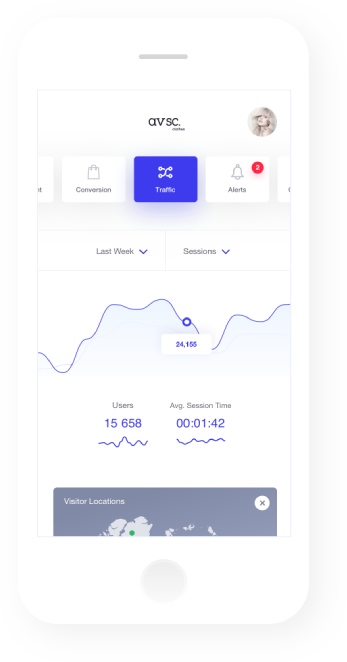 avsc.
clothes
Conversion
Traffic
Alerts
2
Last Week
Sessions
24,155
Users
Avg. Session Time
15 658
00:01:42
Visitor Locations